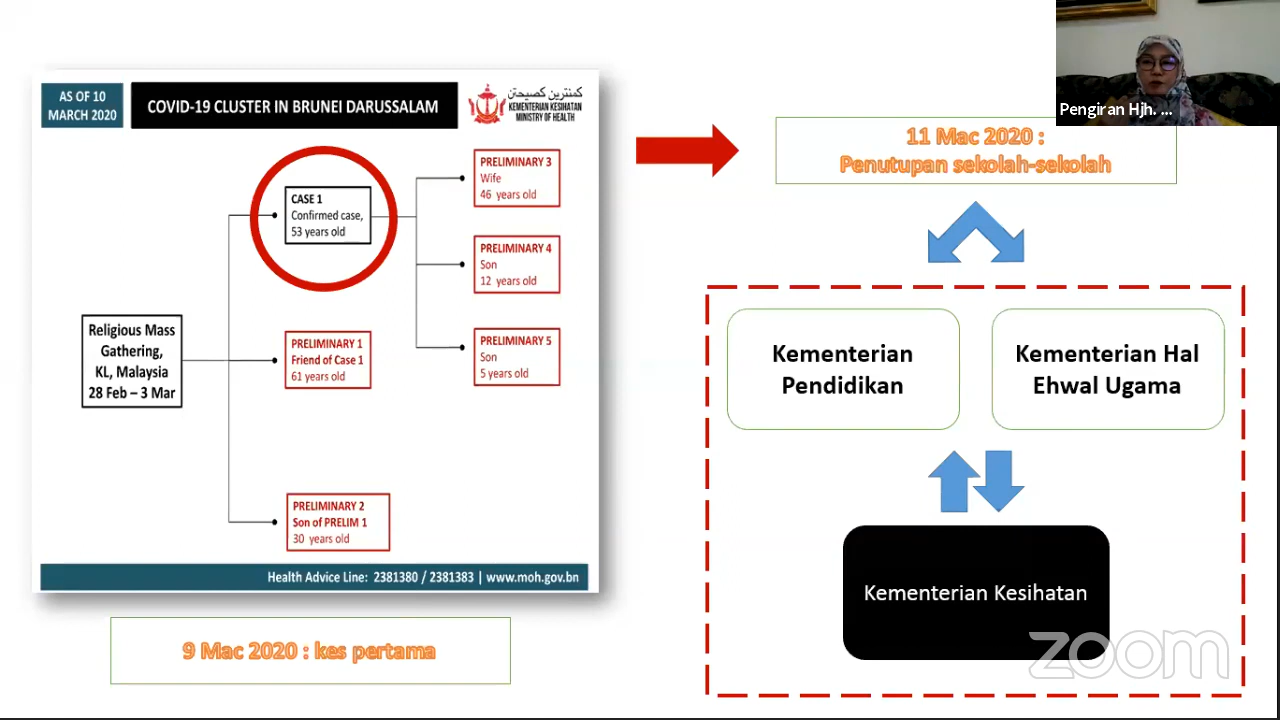 AS OF 10
MARCH 2020
COVID-19 CLUSTER IN BRUNEI DARUSSALAM
كمنترين كصيحتن
KEMENTERIAN KESIHATAN
MINISTRY OF HEALTH
CASE 1
Confirmed case,
53 years old
PRELIMINARY 3
Wife
46 years old
PRELIMINARY 4
Son
12 years old
Religious Mass
Gathering,
KL, Malaysia
28 Feb – 3 Mar
PRELIMINARY 1
Friend of Case 1
61 years old
PRELIMINARY 5
Son
5 years old
PRELIMINARY 2
Son of PRELIM 1
30 years old
Health Advice Line: 2381380 / 2381383 | www.moh.gov.bn
9 Mac 2020 : kes pertama
Pengiran Hjh. ...
11 Mac 2020 :
Penutupan sekolah-sekolah
Kementerian
Pendidikan
Kementerian Hal
Ehwal Ugama
Kementerian Kesihatan
zoom